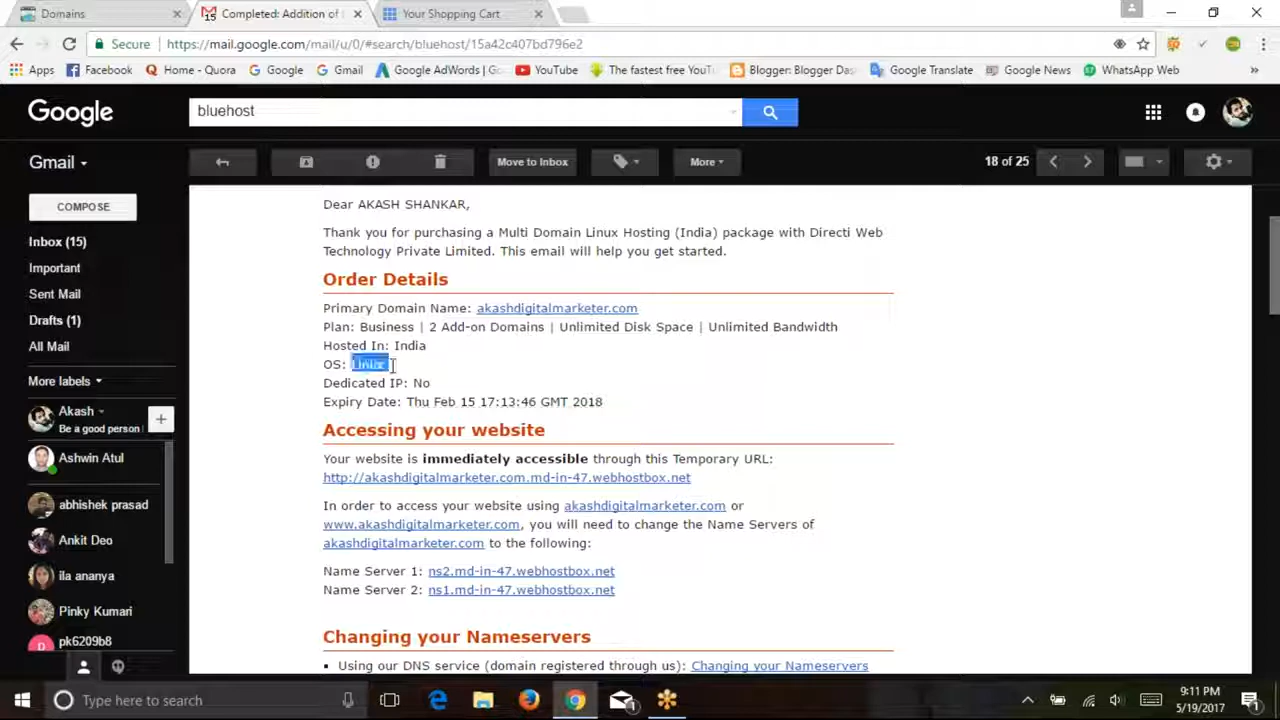 Domains
Completed: Addition of
Your Shopping Cart
Secure
https://mail.google.com/mail/u/0/#search/bluehost/15a42c407bd796e2
Apps
Facebook
Home - Quora
Google
Gmail
Google AdWords | Go
YouTube
The fastest free YouT
Blogger: Blogger Das
Google Translate
Google News
WhatsApp Web
Google
bluehost
Gmail
Move to Inbox
More
18 of 25
COMPOSE
Inbox (15)
Important
Sent Mail
Drafts (1)
All Mail
More labels
Akash
Be a good person
Ashwin Atul
abhishek prasad
Ankit Deo
ila ananya
Pinky Kumari
pk6209b8
Dear AKASH SHANKAR,
Thank you for purchasing a Multi Domain Linux Hosting (India) package with Directi Web
Technology Private Limited. This email will help you get started.
Order Details
Primary Domain Name: akashdigitalmarketer.com
Plan: Business | 2 Add-on Domains | Unlimited Disk Space | Unlimited Bandwidth
Hosted In: India
OS: Linux
Dedicated IP: No
Expiry Date: Thu Feb 15 17:13:46 GMT 2018
Accessing your website
Your website is immediately accessible through this Temporary URL:
http://akashdigitalmarketer.com.md-in-47.webhostbox.net
In order to access your website using akashdigitalmarketer.com or
www.akashdigitalmarketer.com, you will need to change the Name Servers of
akashdigitalmarketer.com to the following:
Name Server 1: ns2.md-in-47.webhostbox.net
Name Server 2: ns1.md-in-47.webhostbox.net
Changing your Nameservers
Using our DNS service (domain registered through us): Changing your Nameservers
Type here to search
9:11 PM
5/19/2017